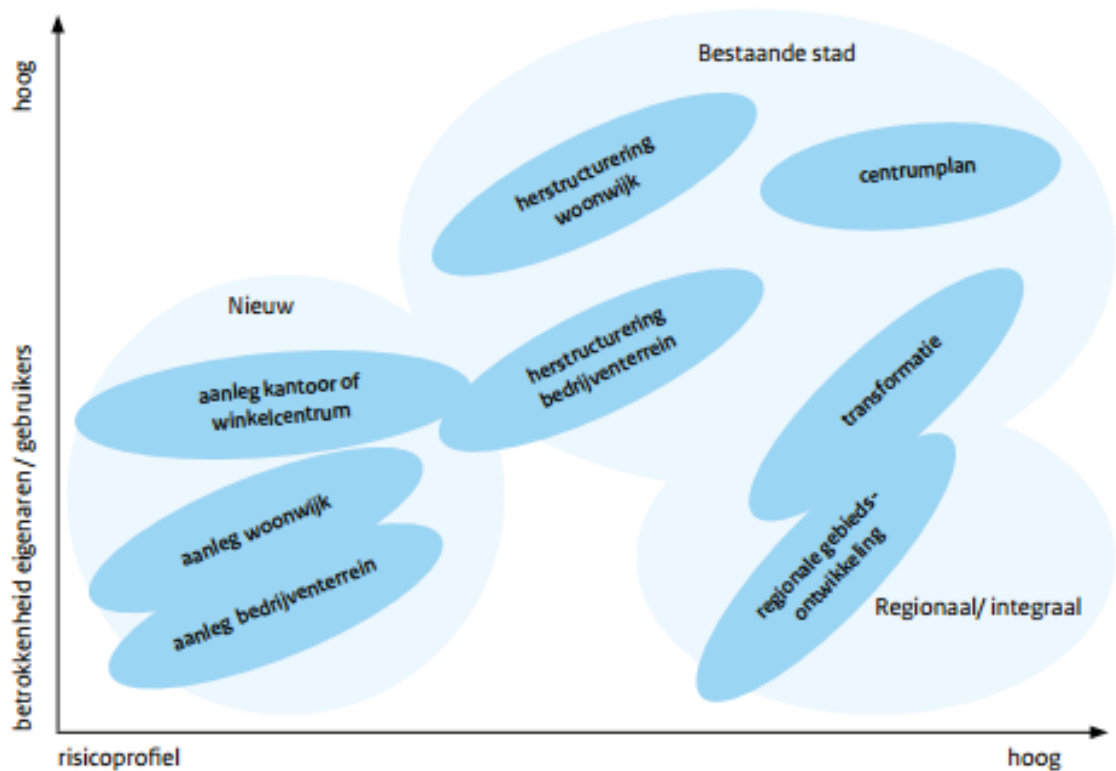 hoog
betrokkenheid eigenaren/ gebruikers
Bestaande stad
herstructurering
woonwijk
centrumplan
Nieuw
aanleg kantoor of
winkelcentrum
herstructurering
bedrijventerrein
transformatie
aanleg woonwijk
aanleg bedrijventerrein
regionale gebieds-
ontwikkeling
Regionaal/ integraal
risicoprofiel
hoog